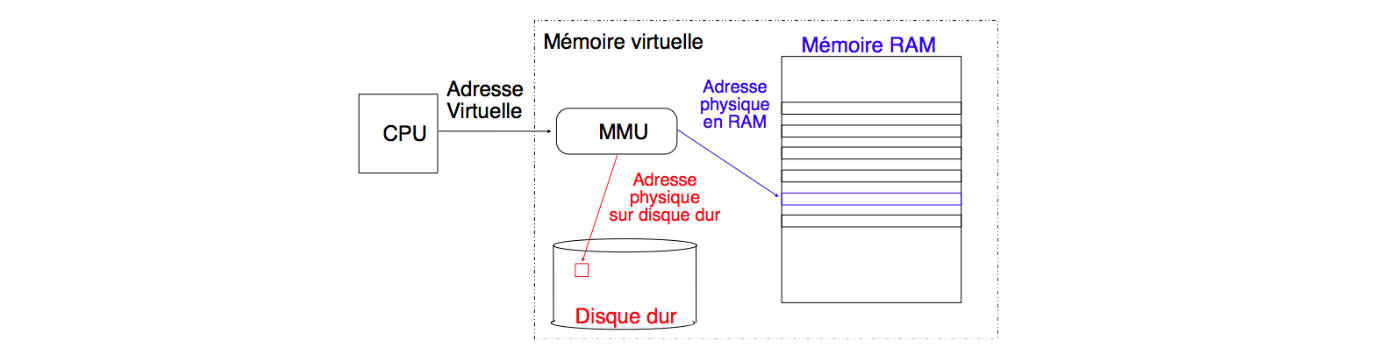 Mémoire virtuelle
Mémoire RAM
Adresse
Virtuelle
Adresse
physique
en RAM
CPU
MMU
Adresse
physique
sur disque dur
Disque dur